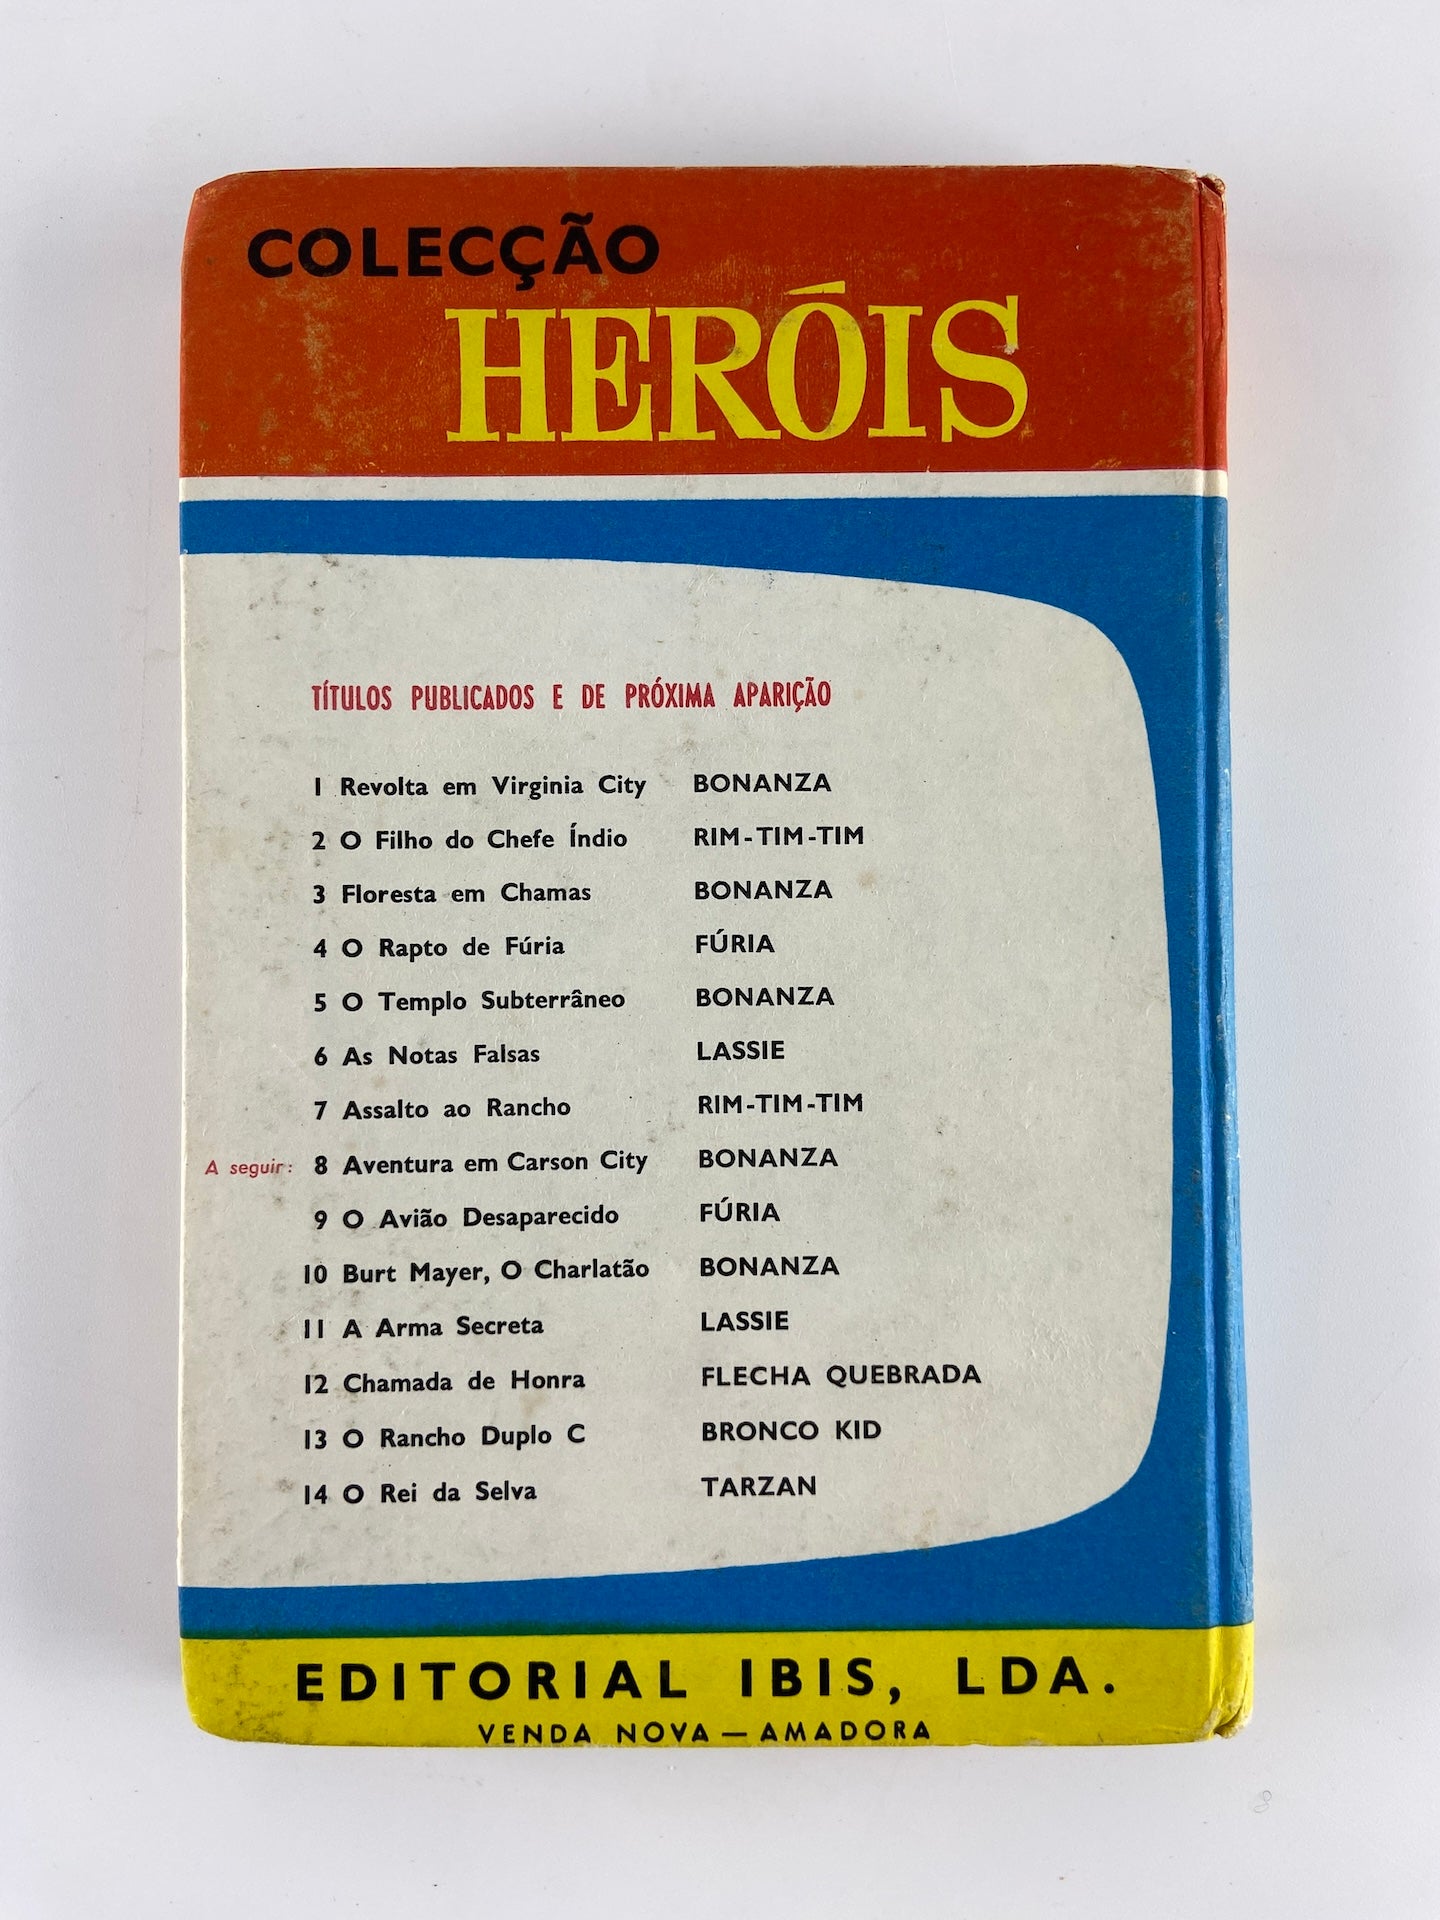 COLECÇÃO
HERÓIS
TÍTULOS PUBLICADOS E DE PRÓXIMA APARIÇÃO
1 Revolta em Virginia City BONANZA
2 O Filho do Chefe Índio RIM-TIM-TIM
3 Floresta em Chamas BONANZA
4 O Rapto de Fúria FÚRIA
5 O Templo Subterrâneo BONANZA
6 As Notas Falsas LASSIE
7 Assalto ao Rancho RIM-TIM-TIM
A seguir: 8 Aventura em Carson City BONANZA
9 O Avião Desaparecido FÚRIA
10 Burt Mayer, O Charlatão BONANZA
11 A Arma Secreta LASSIE
12 Chamada de Honra FLECHA QUEBRADA
13 O Rancho Duplo C BRONCO KID
14 O Rei da Selva TARZAN
EDITORIAL IBIS, LDA.
VENDA NOVA — AMADORA